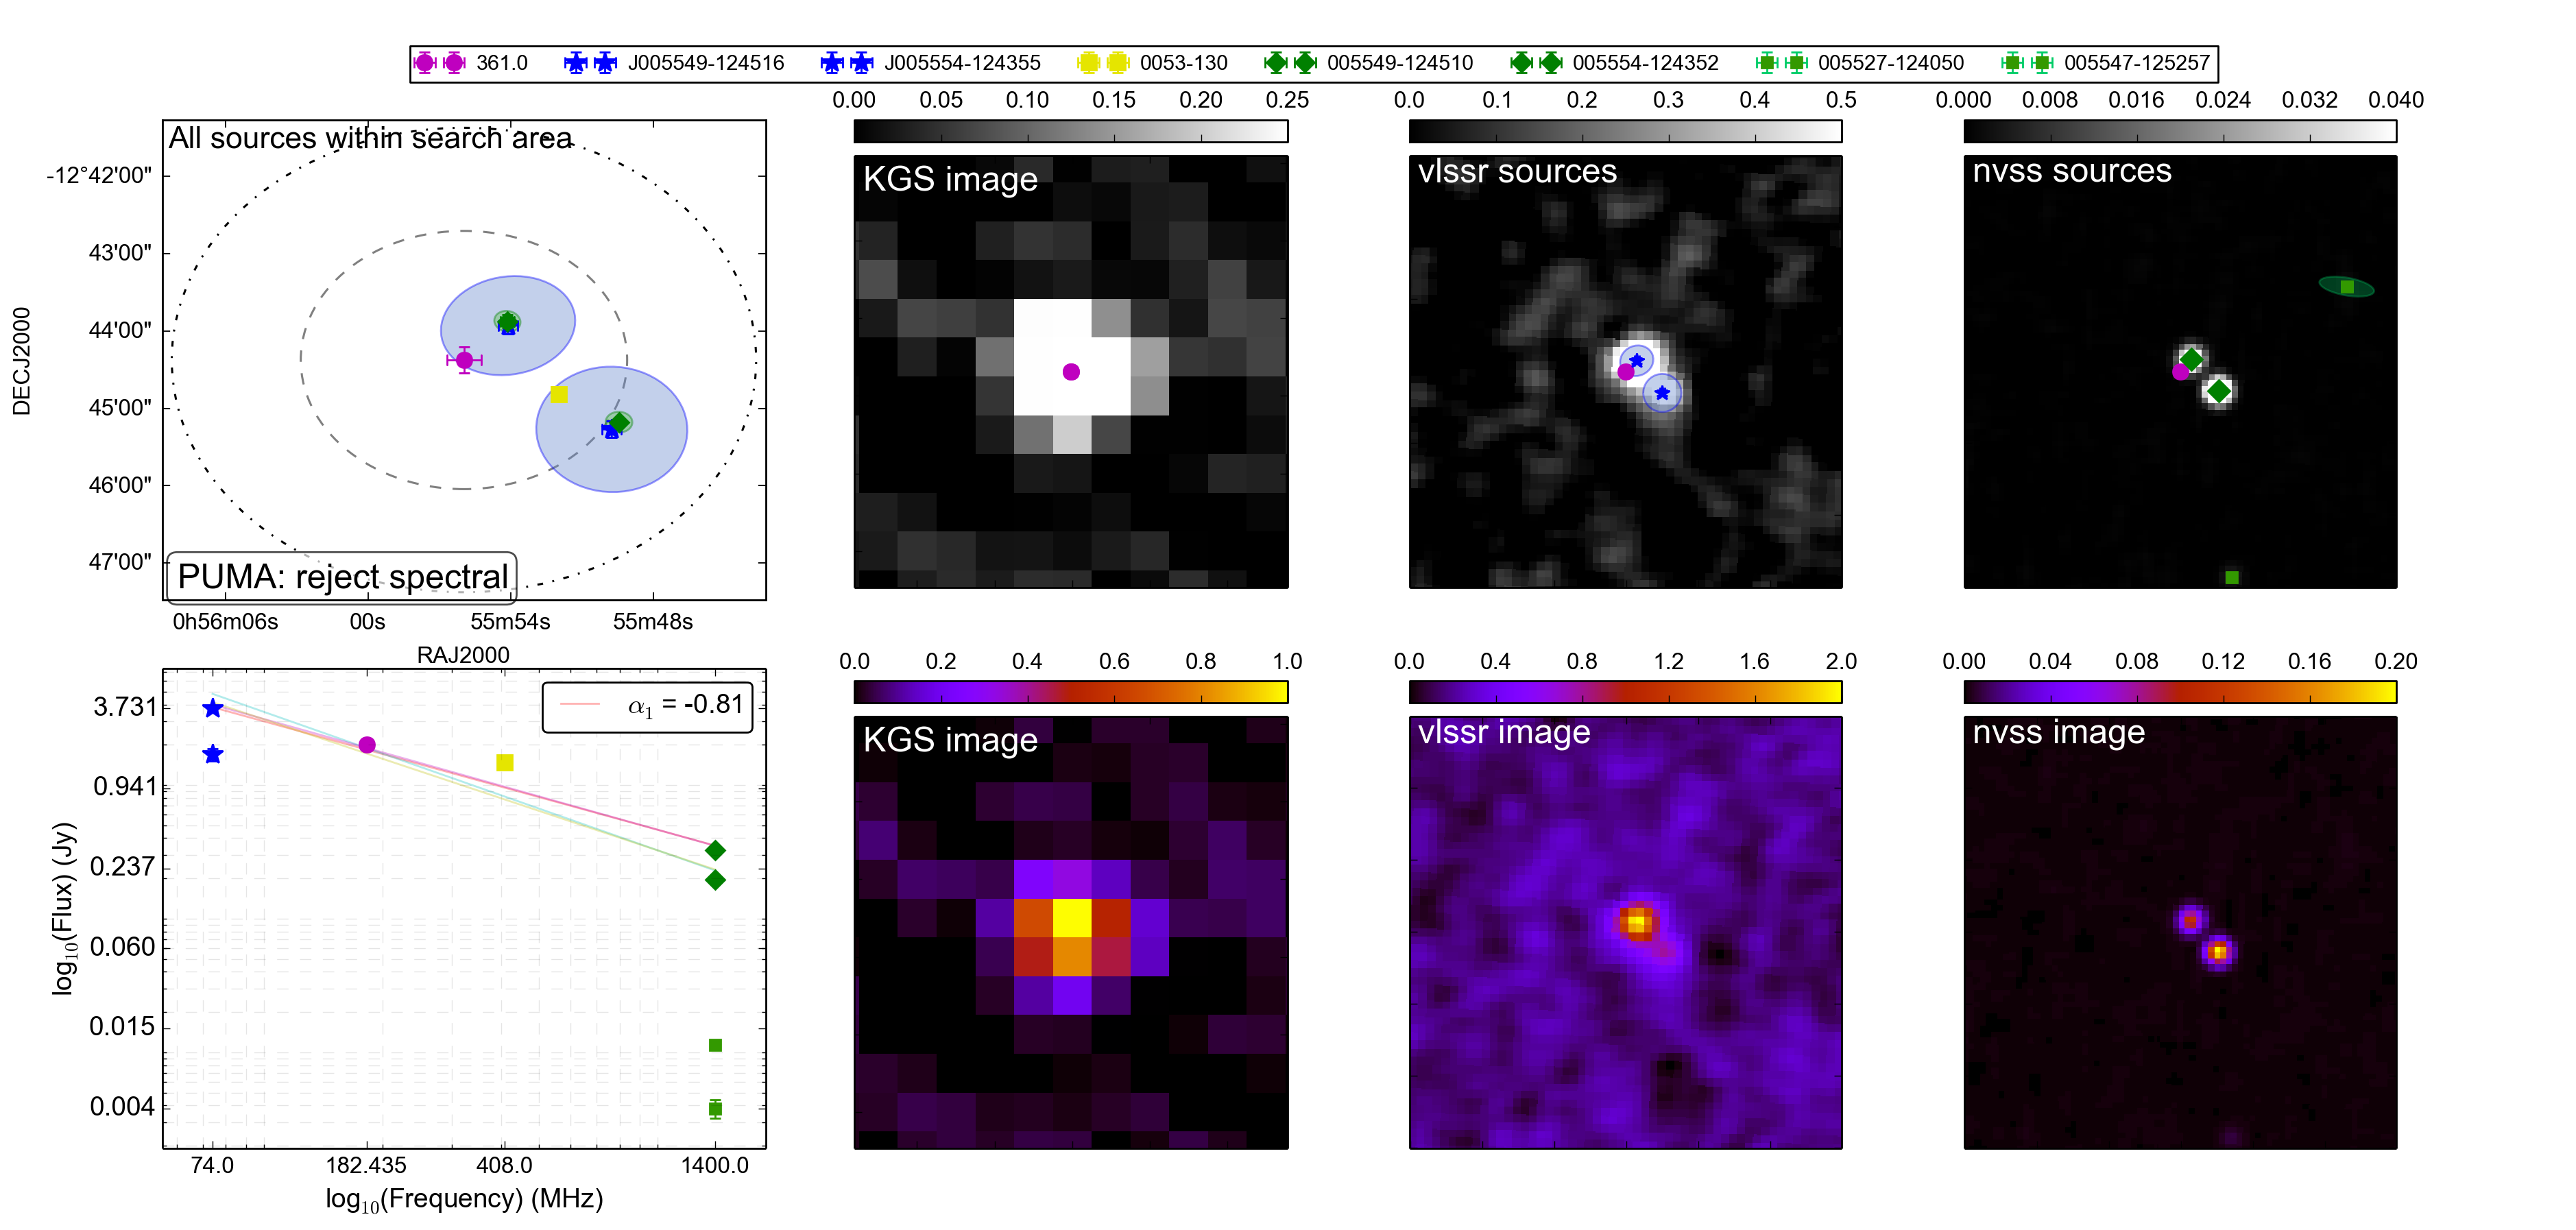 361.0 J005549-124516 J005554-124355 0053-130 005549-124510 005554-124352 005527-124050 005547-125257
0.00 0.05 0.10 0.15 0.20 0.25
0.0 0.1 0.2 0.3 0.4 0.5
0.000 0.008 0.016 0.024 0.032 0.040
All sources within search area
-12°42'00"
43'00"
44'00"
45'00"
46'00"
47'00"
DECJ2000
PUMA: reject spectral
0h56m06s 00s 55m54s 55m48s
RAJ2000
KGS image
vlssr sources
nvss sources
0.0 0.2 0.4 0.6 0.8 1.0
0.0 0.4 0.8 1.2 1.6 2.0
0.00 0.04 0.08 0.12 0.16 0.20
α₁ = -0.81
3.731
0.941
0.237
0.060
0.015
0.004
log₁₀(Flux) (Jy)
74.0 182.435 408.0 1400.0
log₁₀(Frequency) (MHz)
KGS image
vlssr image
nvss image